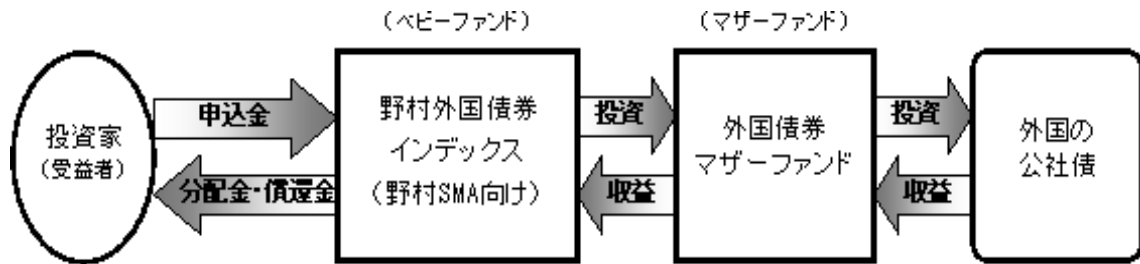 （ベビーファンド）
（マザーファンド）
投資家
（受益者）
申込金
分配金・償還金
野村外国債券
インデックス
（野村SMA向け）
投資
収益
外国債券
マザーファンド
投資
収益
外国の
公社債